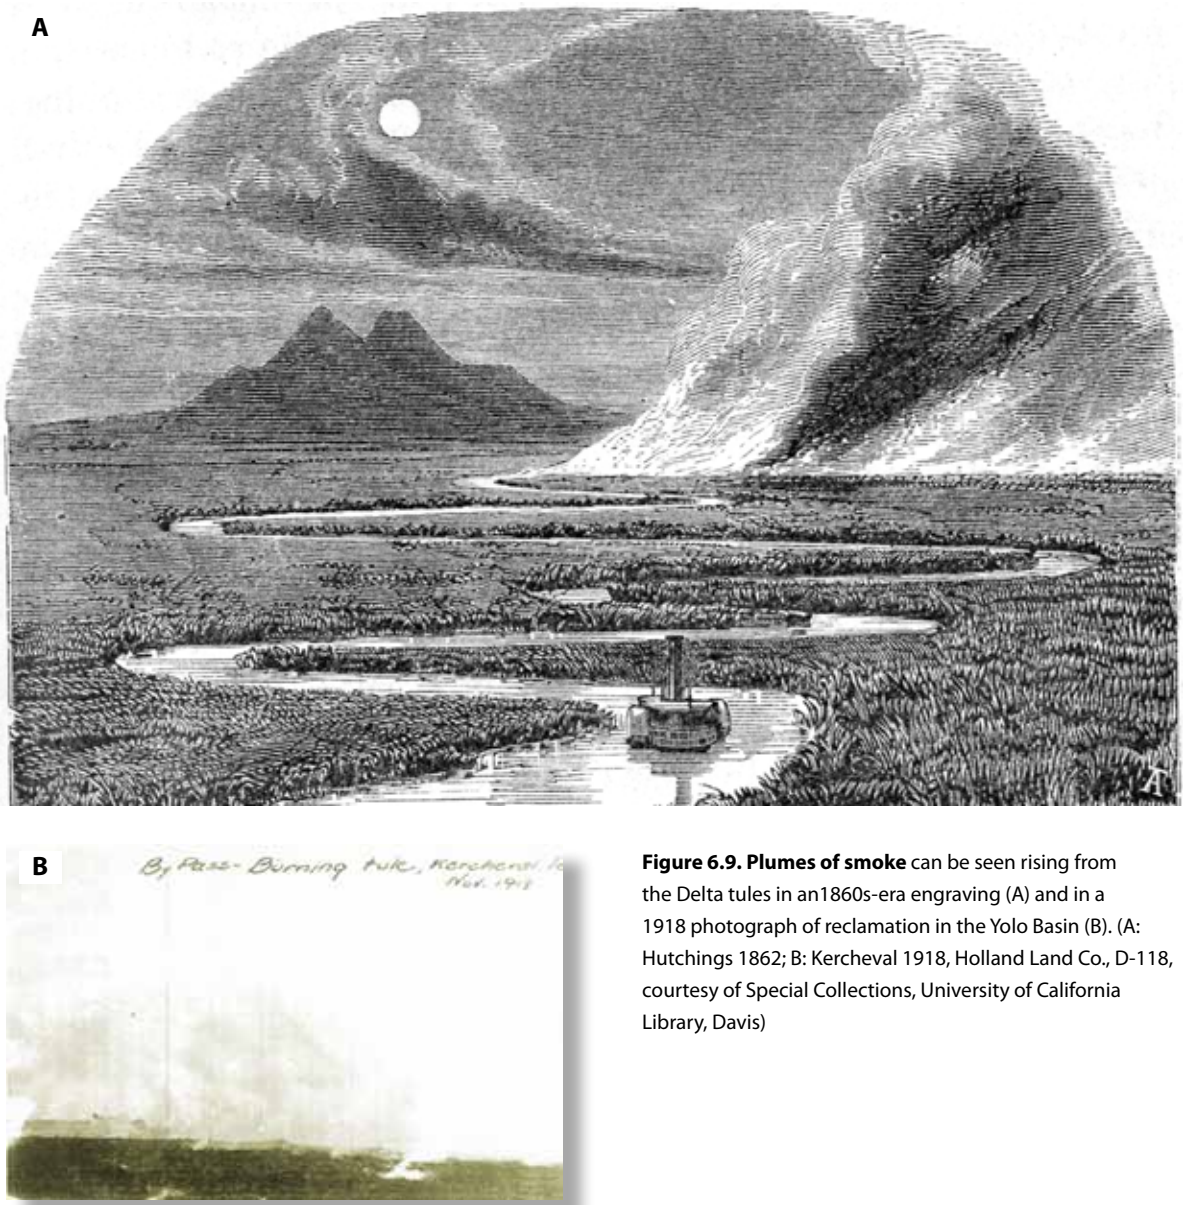 A
B
By Pass-Burning tule, Kercheval
Nov. 1918
Figure 6.9. Plumes of smoke can be seen rising from
the Delta tules in an1860s-era engraving (A) and in a
1918 photograph of reclamation in the Yolo Basin (B). (A:
Hutchings 1862; B: Kercheval 1918, Holland Land Co., D-118,
courtesy of Special Collections, University of California
Library, Davis)